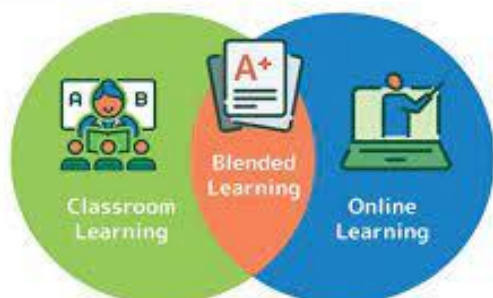 A B
A+
Classroom
Learning
Blended
Learning
Online
Learning